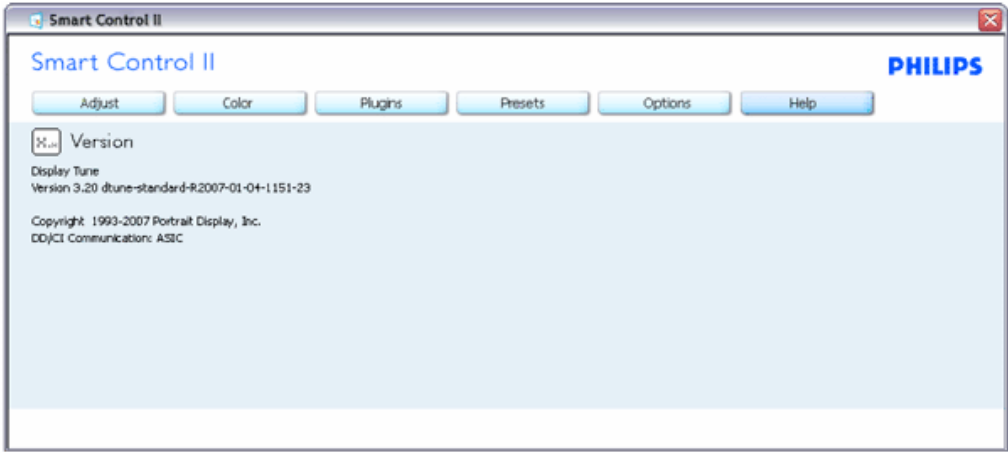 Smart Control II
Smart Control II
PHILIPS
Adjust Color Plugins Presets Options Help
Version
Display Tune
Version 3.20 dtune-standard-R2007-01-04-1151-23
Copyright 1993-2007 Portrait Display, Inc.
DD/CI Communication: ASIC